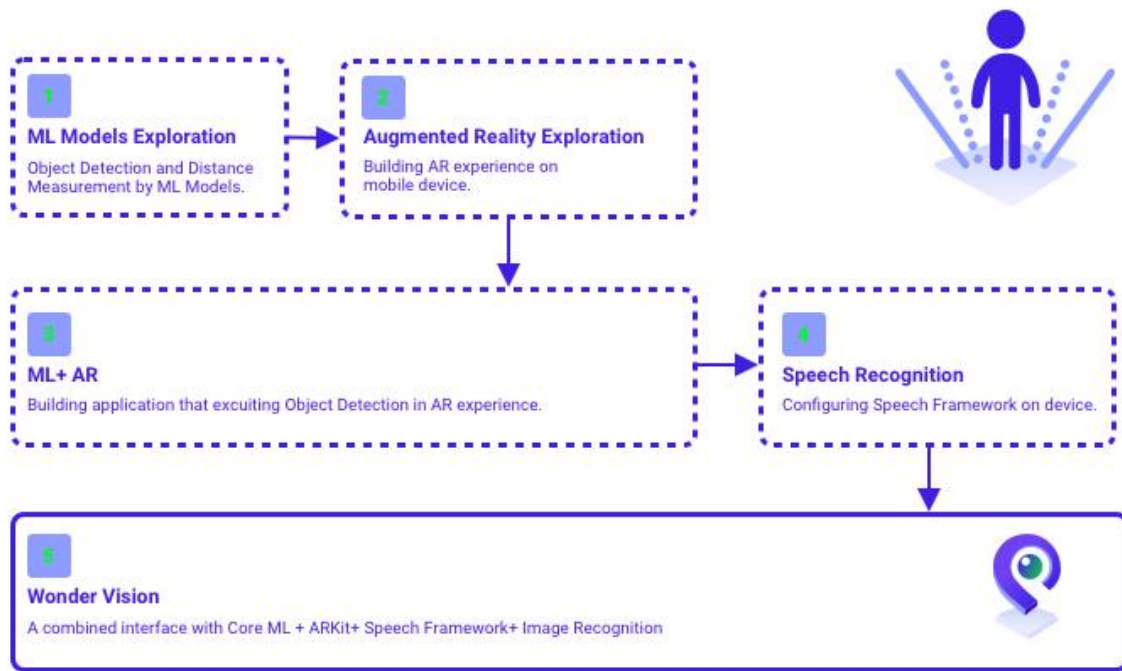 1
ML Models Exploration
Object Detection and Distance
Measurement by ML Models.
2
Augmented Reality Exploration
Building AR experience on
mobile device.
3
ML+ AR
Building application that excuiting Object Detection in AR experience.
4
Speech Recognition
Configuring Speech Framework on device.
5
Wonder Vision
A combined interface with Core ML + ARKit+ Speech Framework+ Image Recognition